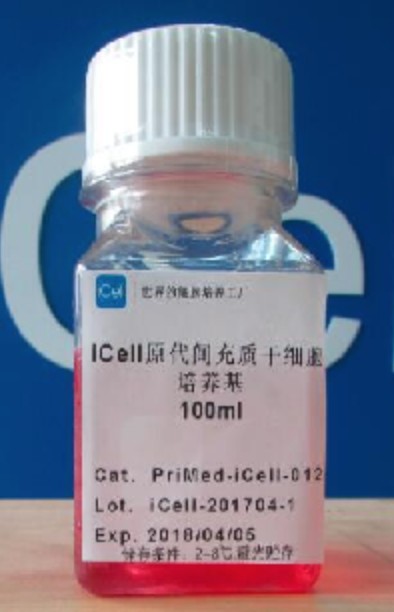 iCell 世界的细胞培养工厂
ICell原代间充质干细胞
培养基
100ml
Cat. PriMed-iCell-012
Lot. iCell-201704-1
Exp. 2018/04/05
保存条件: 2-8℃,避光贮存